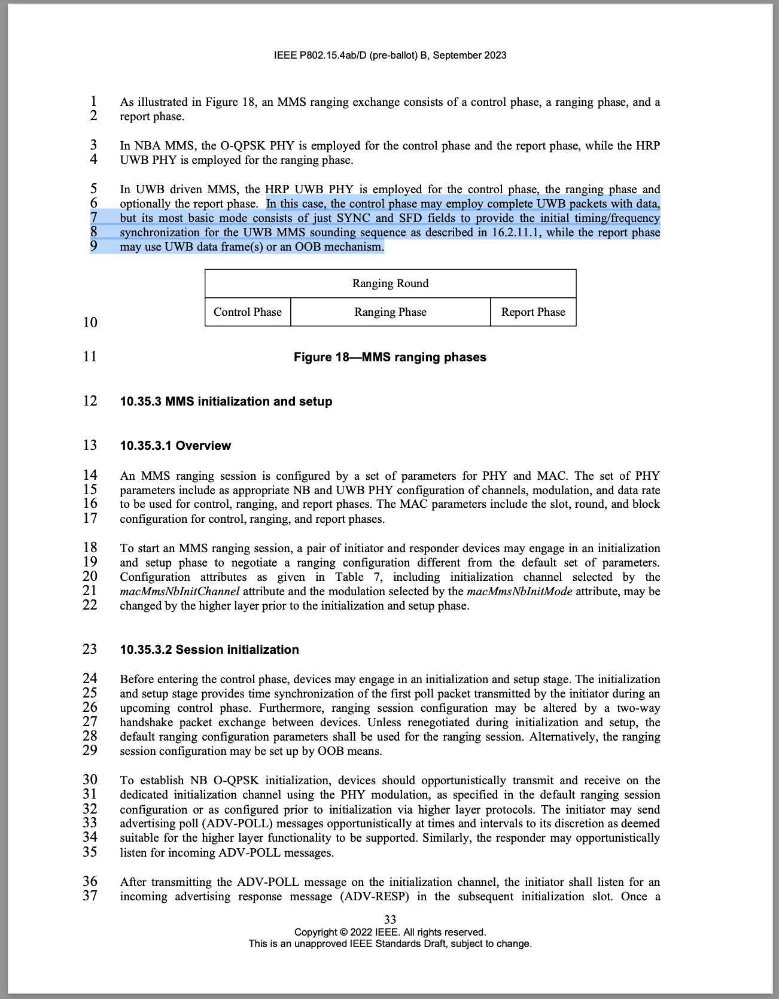 IEEE P802.15.4ab/D (pre-ballot) B, September 2023
1 As illustrated in Figure 18, an MMS ranging exchange consists of a control phase, a ranging phase, and a
2 report phase.
3 In NBA MMS, the O-QPSK PHY is employed for the control phase and the report phase, while the HRP
4 UWB PHY is employed for the ranging phase.
5 In UWB driven MMS, the HRP UWB PHY is employed for the control phase, the ranging phase and
6 optionally the report phase. In this case, the control phase may employ complete UWB packets with data,
7 but its most basic mode consists of just SYNC and SFD fields to provide the initial timing/frequency
8 synchronization for the UWB MMS sounding sequence as described in 16.2.11.1, while the report phase
9 may use UWB data frame(s) or an OOB mechanism.
Ranging Round
Control Phase Ranging Phase Report Phase
10
11 Figure 18—MMS ranging phases
12 10.35.3 MMS initialization and setup
13 10.35.3.1 Overview
14 An MMS ranging session is configured by a set of parameters for PHY and MAC. The set of PHY
15 parameters include as appropriate NB and UWB PHY configuration of channels, modulation, and data rate
16 to be used for control, ranging, and report phases. The MAC parameters include the slot, round, and block
17 configuration for control, ranging, and report phases.
18 To start an MMS ranging session, a pair of initiator and responder devices may engage in an initialization
19 and setup phase to negotiate a ranging configuration different from the default set of parameters.
20 Configuration attributes as given in Table 7, including initialization channel selected by the
21 macMmsNbInitChannel attribute and the modulation selected by the macMmsNbInitMode attribute, may be
22 changed by the higher layer prior to the initialization and setup phase.
23 10.35.3.2 Session initialization
24 Before entering the control phase, devices may engage in an initialization and setup stage. The initialization
25 and setup stage provides time synchronization of the first poll packet transmitted by the initiator during an
26 upcoming control phase. Furthermore, ranging session configuration may be altered by a two-way
27 handshake packet exchange between devices. Unless renegotiated during initialization and setup, the
28 default ranging configuration parameters shall be used for the ranging session. Alternatively, the ranging
29 session configuration may be set up by OOB means.
30 To establish NB O-QPSK initialization, devices should opportunistically transmit and receive on the
31 dedicated initialization channel using the PHY modulation, as specified in the default ranging session
32 configuration or as configured prior to initialization via higher layer protocols. The initiator may send
33 advertising poll (ADV-POLL) messages opportunistically at times and intervals to its discretion as deemed
34 suitable for the higher layer functionality to be supported. Similarly, the responder may opportunistically
35 listen for incoming ADV-POLL messages.
36 After transmitting the ADV-POLL message on the initialization channel, the initiator shall listen for an
37 incoming advertising response message (ADV-RESP) in the subsequent initialization slot. Once a
33
Copyright © 2022 IEEE. All rights reserved.
This is an unapproved IEEE Standards Draft, subject to change.